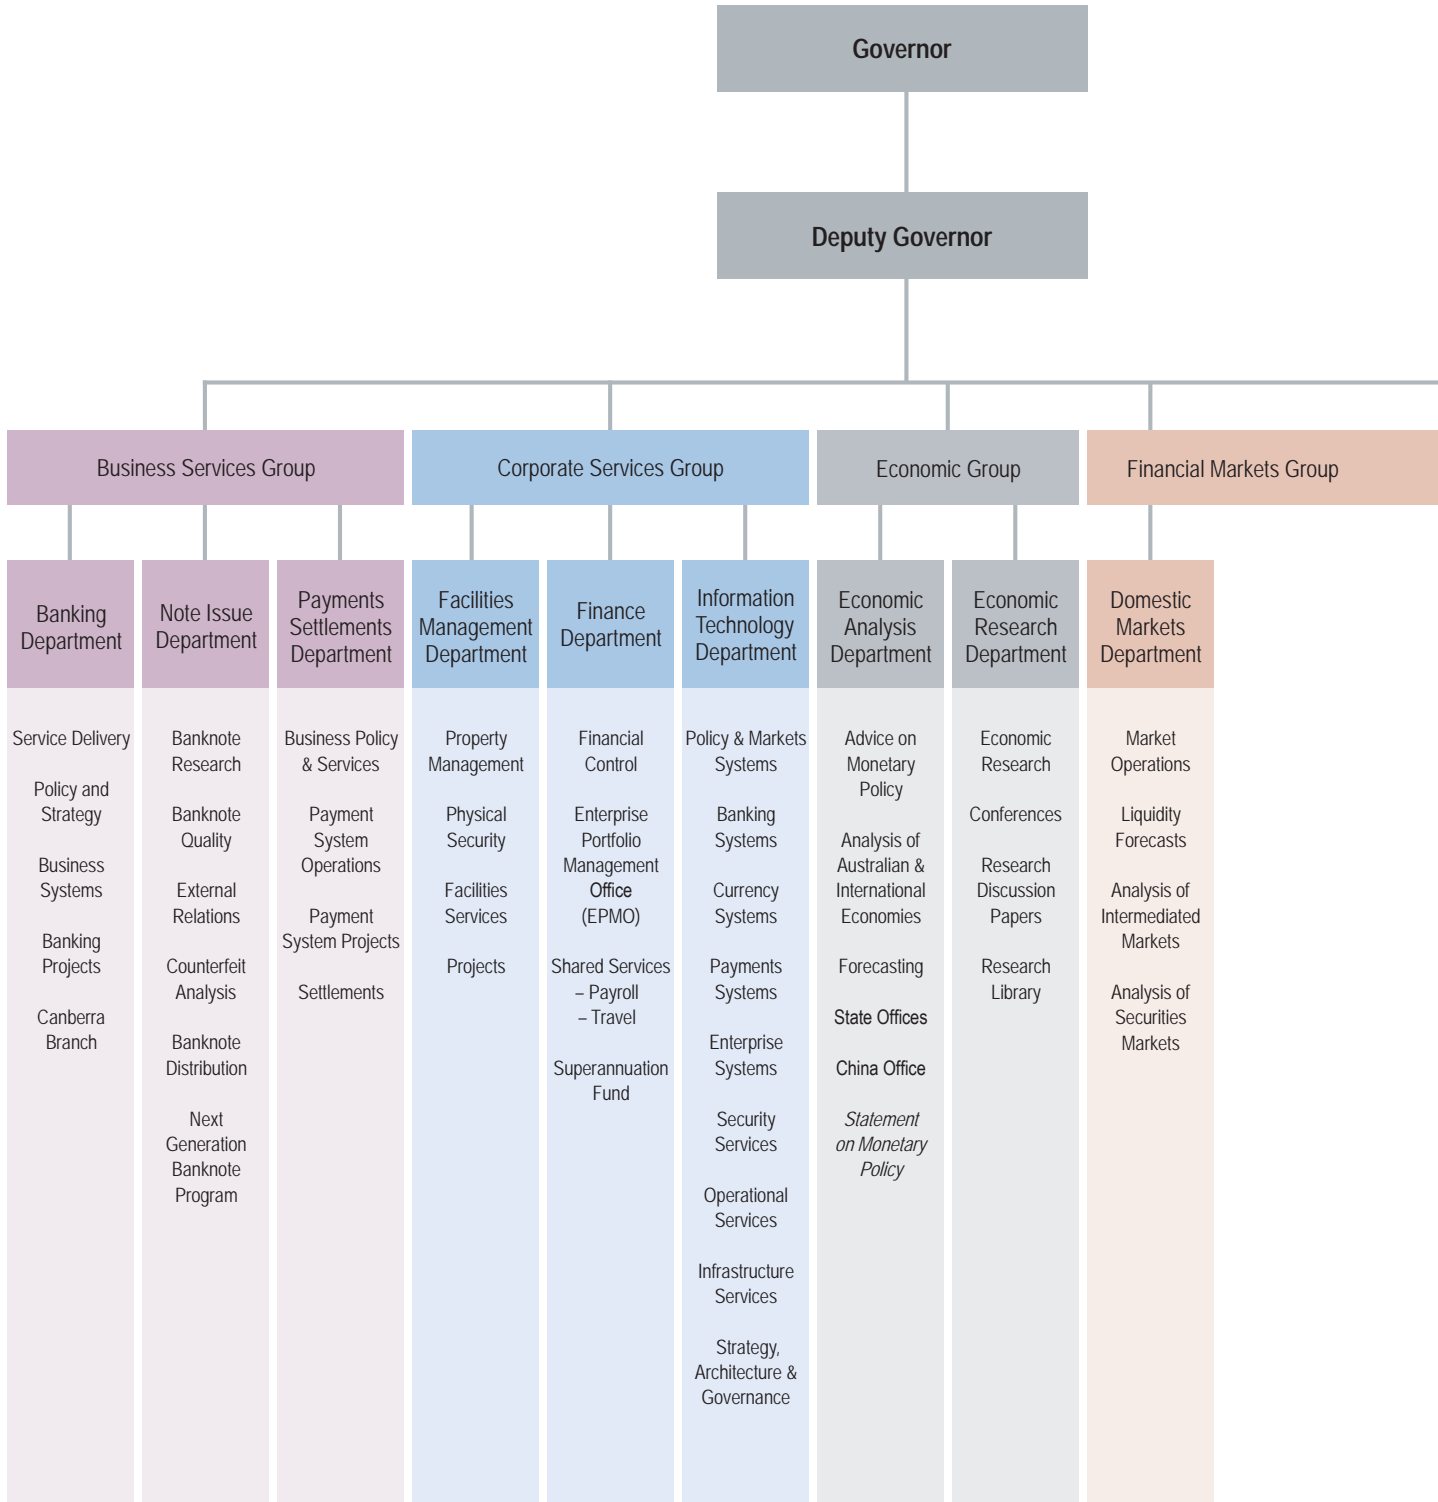 Governor
Deputy Governor
Business Services Group
Corporate Services Group
Economic Group
Financial Markets Group
Banking
Department
Note Issue
Department
Payments
Settlements
Department
Facilities
Management
Department
Finance
Department
Information
Technology
Department
Economic
Analysis
Department
Economic
Research
Department
Domestic
Markets
Department
Service Delivery
Policy and
Strategy
Business
Systems
Banking
Projects
Canberra
Branch
Banknote
Research
Banknote
Quality
External
Relations
Counterfeit
Analysis
Banknote
Distribution
Next
Generation
Banknote
Program
Business Policy
& Services
Payment
System
Operations
Payment
System Projects
Settlements
Property
Management
Physical
Security
Facilities
Services
Projects
Financial
Control
Enterprise
Portfolio
Management
Office
(EPMO)
Shared Services
– Payroll
– Travel
Superannuation
Fund
Policy & Markets
Systems
Banking
Systems
Currency
Systems
Payments
Systems
Enterprise
Systems
Security
Services
Operational
Services
Infrastructure
Services
Strategy,
Architecture &
Governance
Advice on
Monetary
Policy
Analysis of
Australian &
International
Economies
Forecasting
State Offices
China Office
Statement
on Monetary
Policy
Economic
Research
Conferences
Research
Discussion
Papers
Research
Library
Market
Operations
Liquidity
Forecasts
Analysis of
Intermediated
Markets
Analysis of
Securities
Markets